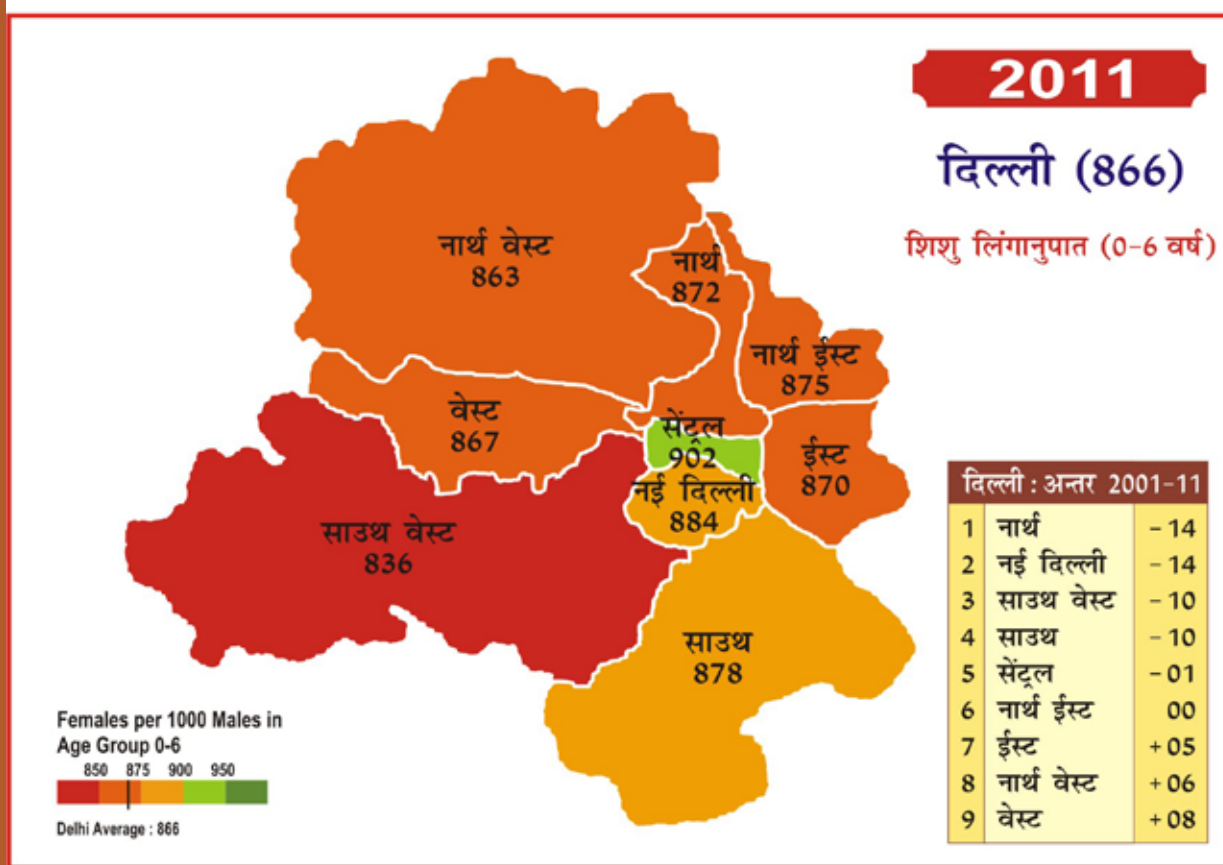 2011
दिल्ली (866)
शिशु लिंगानुपात (0-6 वर्ष)
नार्थ वेस्ट
863
नार्थ
872
नार्थ ईस्ट
875
वेस्ट
867
सेंट्रल
902
ईस्ट
870
नई दिल्ली
884
साउथ वेस्ट
836
साउथ
878
दिल्ली : अन्तर 2001-11
1 नार्थ -14
2 नई दिल्ली -14
3 साउथ वेस्ट -10
4 साउथ -10
5 सेंट्रल -01
6 नार्थ ईस्ट 00
7 ईस्ट +05
8 नार्थ वेस्ट +06
9 वेस्ट +08
Females per 1000 Males in
Age Group 0-6
850 875 900 950
Delhi Average : 866